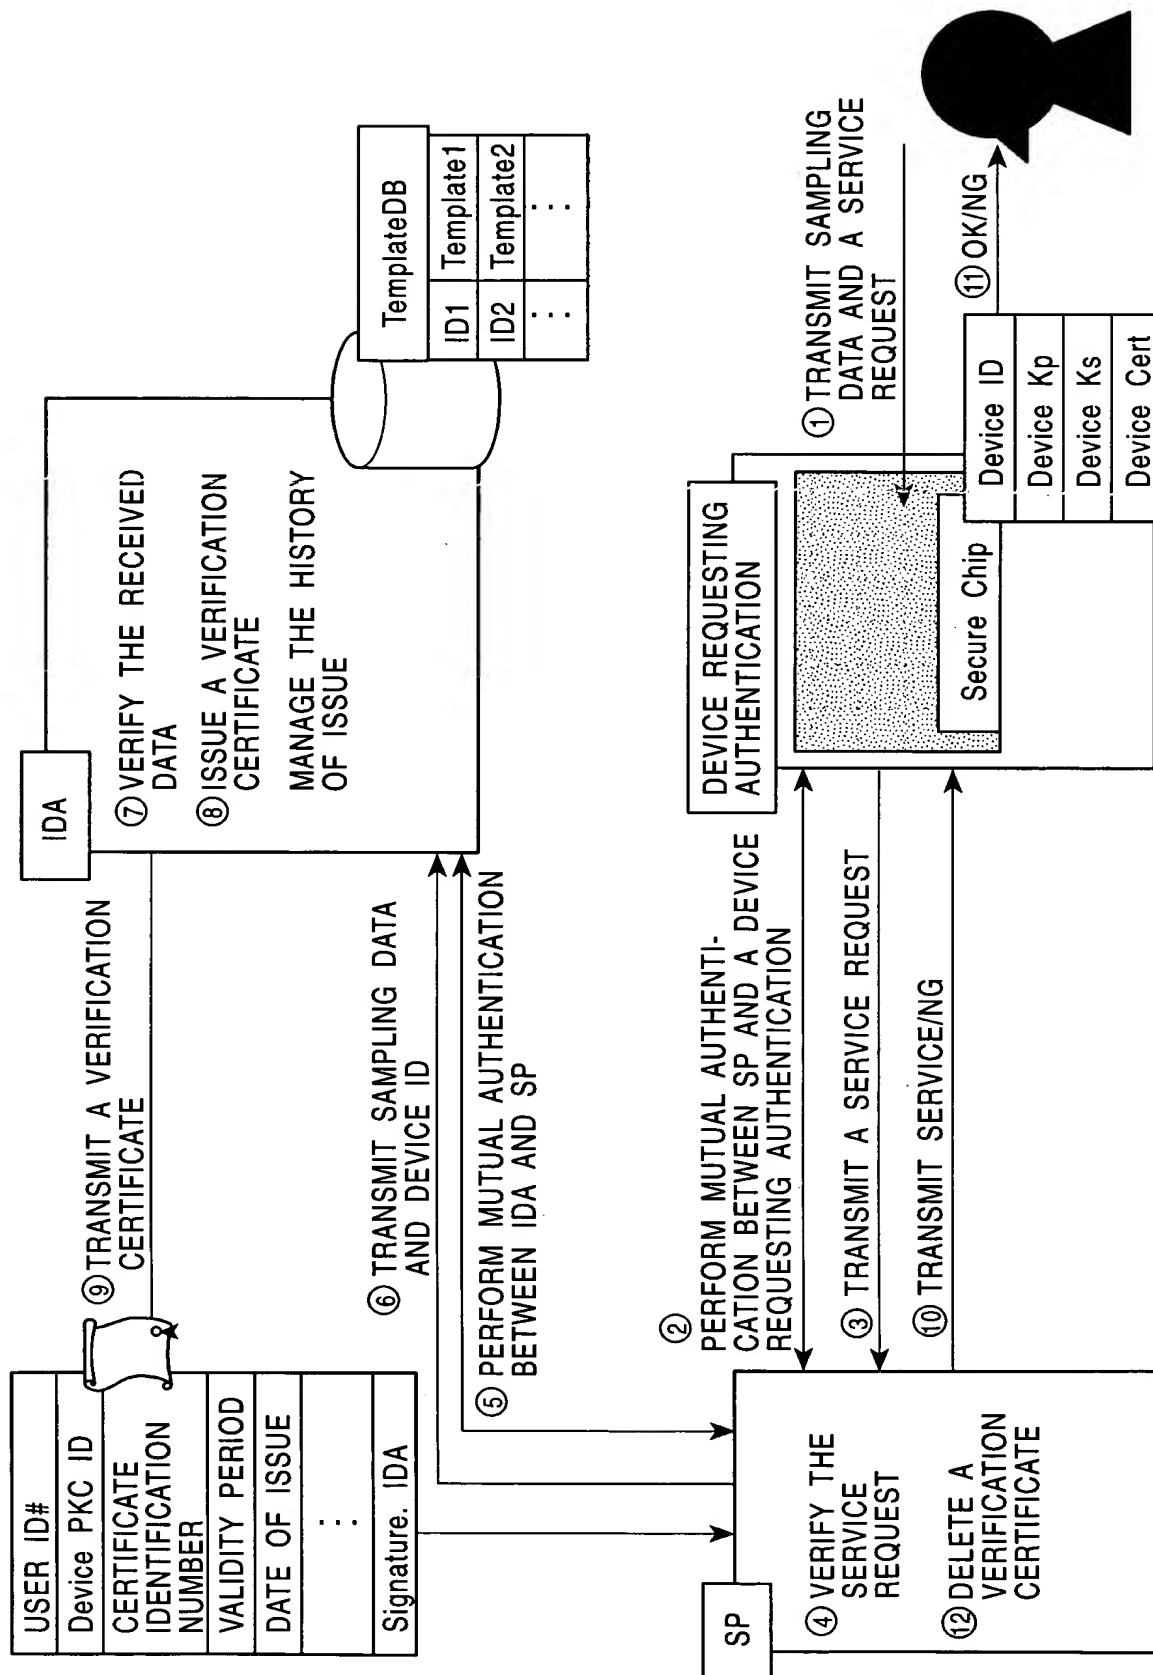 USER ID#
Device PKC ID
CERTIFICATE
IDENTIFICATION
NUMBER
VALIDITY PERIOD
DATE OF ISSUE
⋮
Signature. IDA
⑨ TRANSMIT A VERIFICATION
CERTIFICATE
IDA
⑦ VERIFY THE RECEIVED
DATA
⑧ ISSUE A VERIFICATION
CERTIFICATE
MANAGE THE HISTORY
OF ISSUE
TemplateDB
ID1 Template1
ID2 Template2
⋮ ⋮
⑥ TRANSMIT SAMPLING DATA
AND DEVICE ID
⑤ PERFORM MUTUAL AUTHENTICATION
BETWEEN IDA AND SP
SP
④ VERIFY THE
SERVICE
REQUEST
⑫ DELETE A
VERIFICATION
CERTIFICATE
②
PERFORM MUTUAL AUTHENTI-
CATION BETWEEN SP AND A DEVICE
REQUESTING AUTHENTICATION
③ TRANSMIT A SERVICE REQUEST
⑩ TRANSMIT SERVICE/NG
DEVICE REQUESTING
AUTHENTICATION
Secure Chip
Device ID
Device Kp
Device Ks
Device Cert
① TRANSMIT SAMPLING
DATA AND A SERVICE
REQUEST
⑪ OK/NG